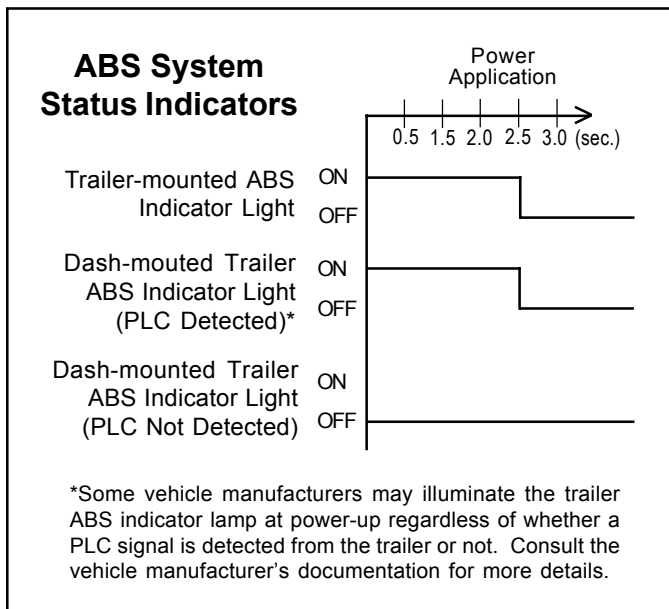 ABS System
Status Indicators
Power
Application
0.5 1.5 2.0 2.5 3.0 (sec.)
Trailer-mounted ABS
Indicator Light
ON
OFF
Dash-mouted Trailer
ABS Indicator Light
(PLC Detected)*
ON
OFF
Dash-mounted Trailer
ABS Indicator Light
(PLC Not Detected)
ON
OFF
*Some vehicle manufacturers may illuminate the trailer
ABS indicator lamp at power-up regardless of whether a
PLC signal is detected from the trailer or not. Consult the
vehicle manufacturer's documentation for more details.